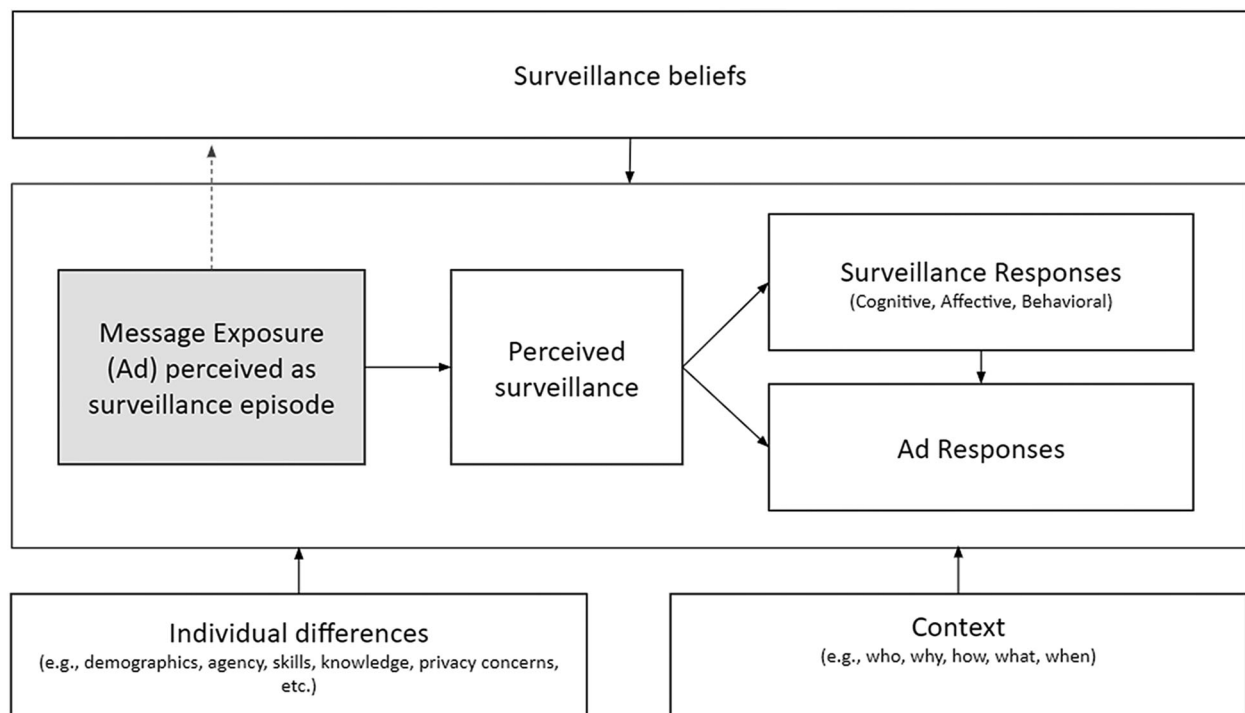 Surveillance beliefs
Message Exposure
(Ad) perceived as
surveillance episode
Perceived
surveillance
Surveillance Responses
(Cognitive, Affective, Behavioral)
Ad Responses
Individual differences
(e.g., demographics, agency, skills, knowledge, privacy concerns,
etc.)
Context
(e.g., who, why, how, what, when)